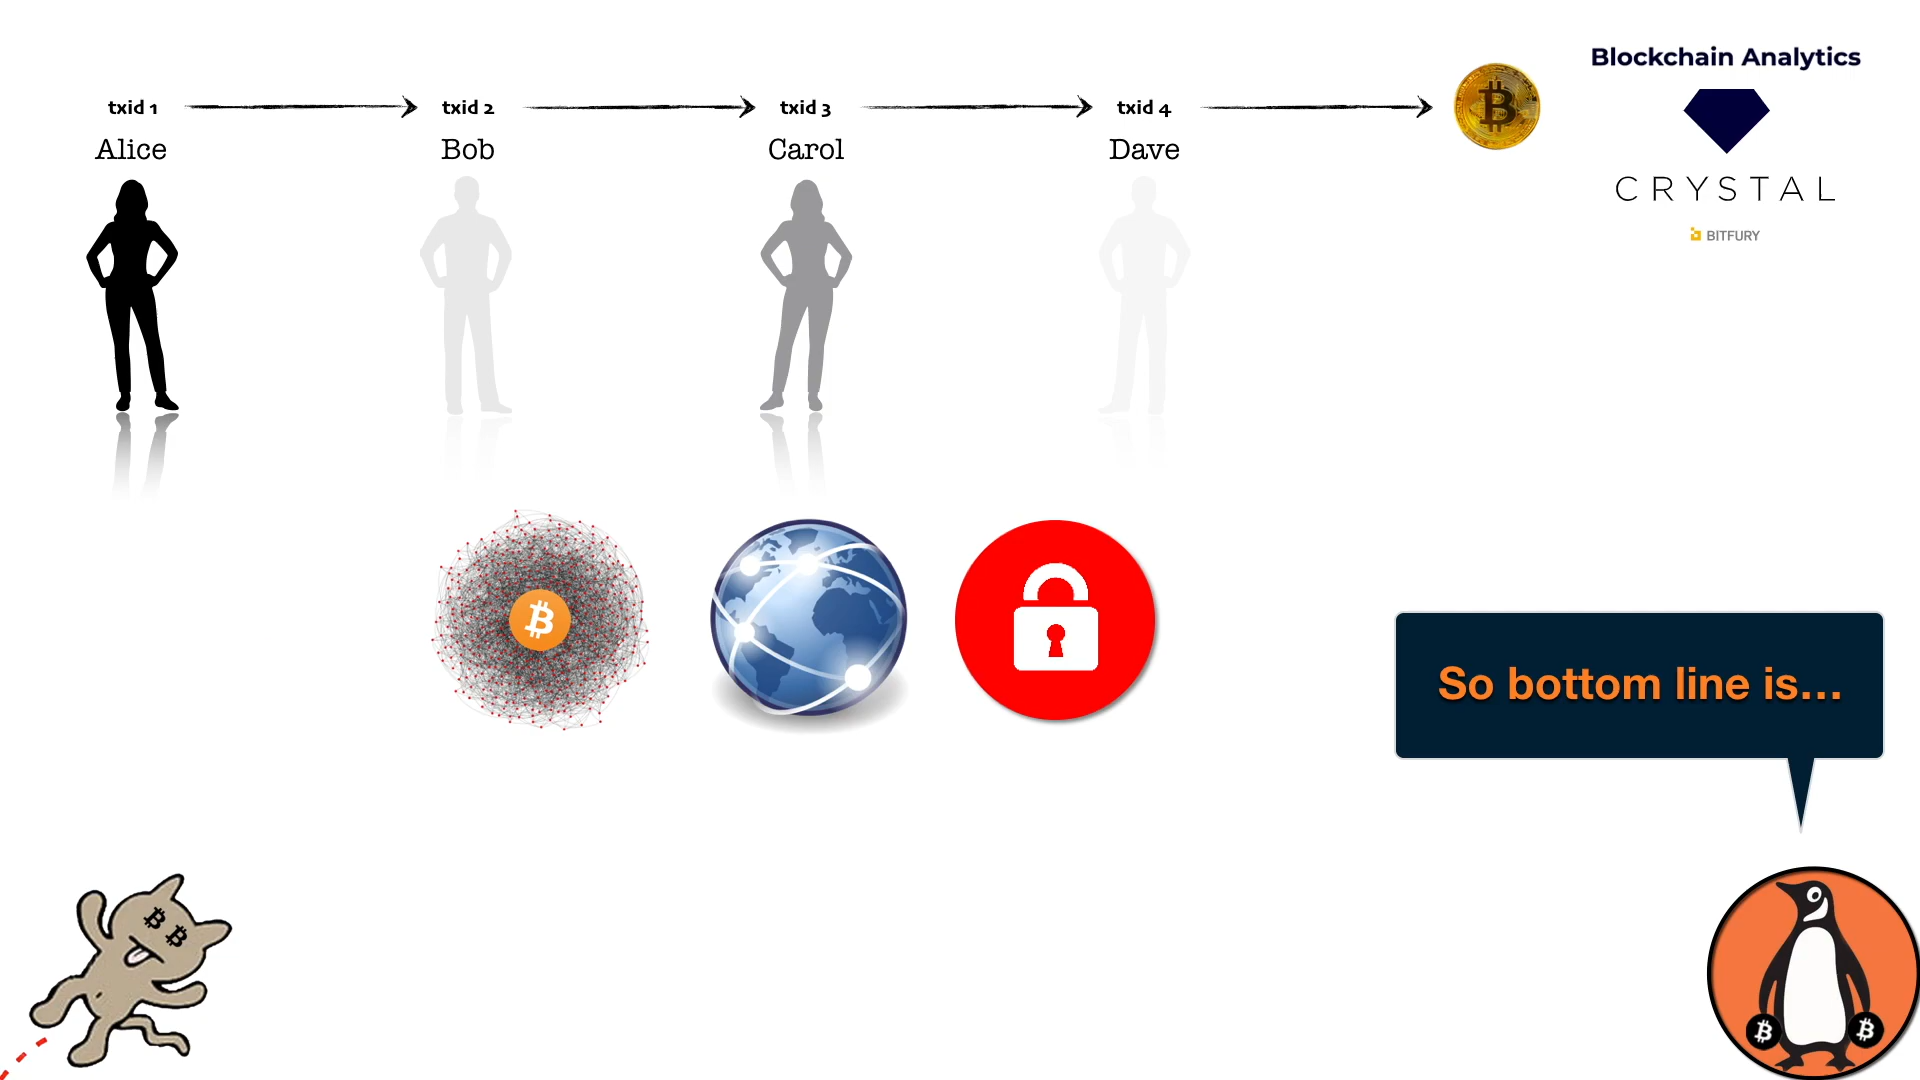 txid 1
txid 2
txid 3
txid 4
Alice
Bob
Carol
Dave
Blockchain Analytics
CRYSTAL
BITFURY
So bottom line is...